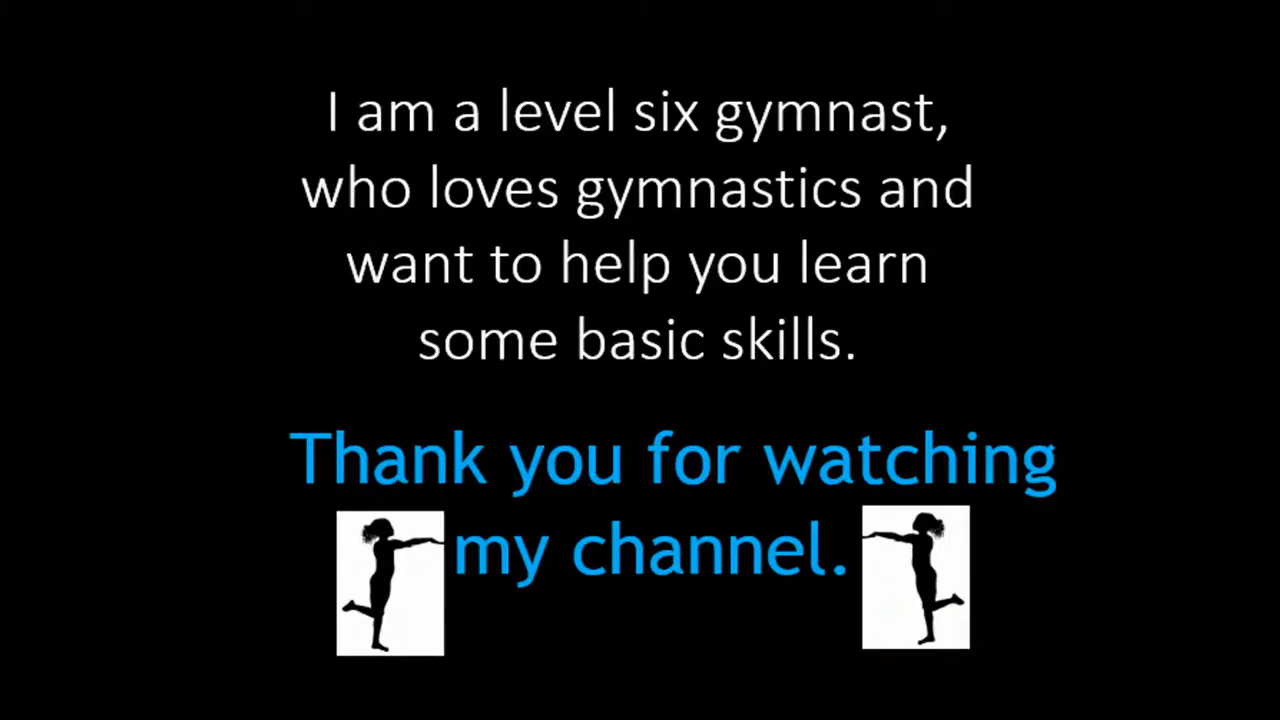 I am a level six gymnast,
who loves gymnastics and
want to help you learn
some basic skills.
Thank you for watching
my channel.